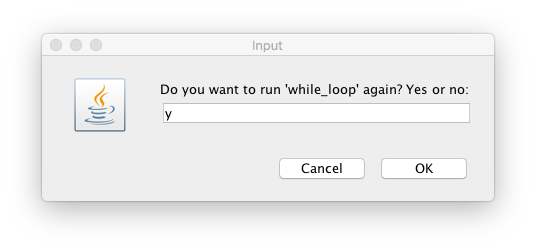 Input
Do you want to run 'while_loop' again? Yes or no:
y
Cancel
OK